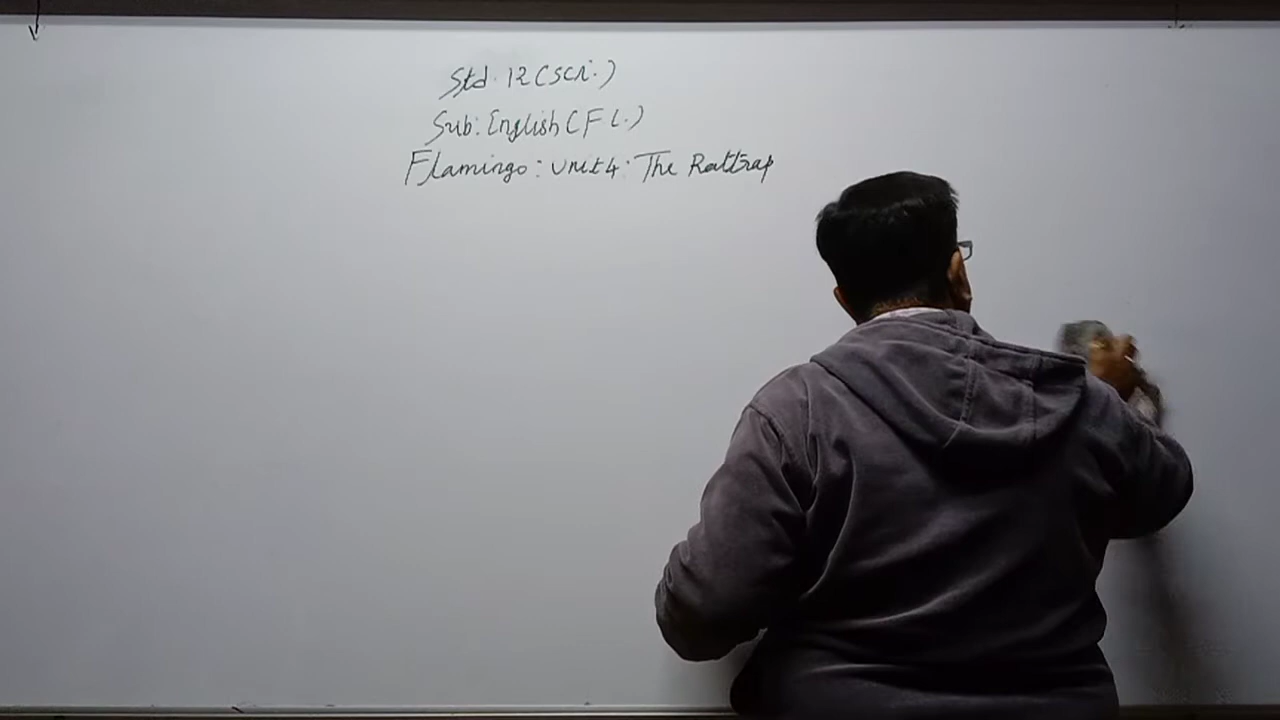 Std. 12 (Sci.)
Sub: English (F L.)
Flamingo: Unit 4: The Rattrap